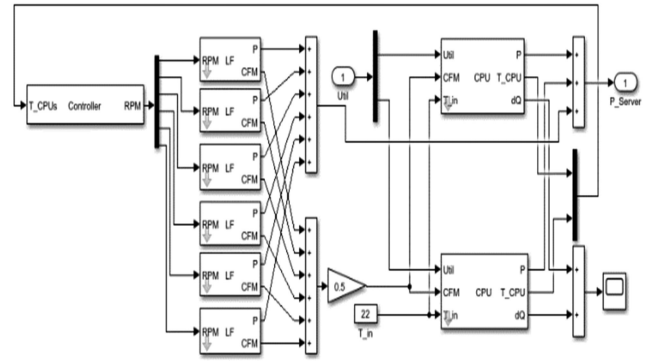 T_CPUs Controller RPM
RPM LF P CFM
RPM LF P CFM
RPM LF P CFM
RPM LF P CFM
RPM LF P CFM
RPM LF P CFM
+ + + + + +
+ + + + + +
0.5
1
Util
22
T_in
Util CFM T_in CPU P T_CPU dQ
Util CFM T_in CPU P T_CPU dQ
+ + +
+ +
1
P_Server